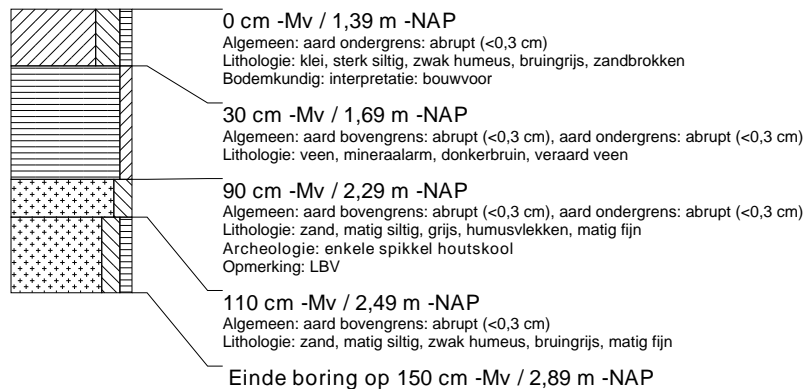 0 cm -Mv / 1,39 m -NAP
Algemeen: aard ondergrens: abrupt (<0,3 cm)
Lithologie: klei, sterk siltig, zwak humeus, bruingrijs, zandbrokken
Bodemkundig: interpretatie: bouwvoor
30 cm -Mv / 1,69 m -NAP
Algemeen: aard bovengrens: abrupt (<0,3 cm), aard ondergrens: abrupt (<0,3 cm)
Lithologie: veen, mineraalarm, donkerbruin, veraard veen
90 cm -Mv / 2,29 m -NAP
Algemeen: aard bovengrens: abrupt (<0,3 cm), aard ondergrens: abrupt (<0,3 cm)
Lithologie: zand, matig siltig, grijs, humusvlekken, matig fijn
Archeologie: enkele spikkel houtskool
Opmerking: LBV
110 cm -Mv / 2,49 m -NAP
Algemeen: aard bovengrens: abrupt (<0,3 cm)
Lithologie: zand, matig siltig, zwak humeus, bruingrijs, matig fijn
Einde boring op 150 cm -Mv / 2,89 m -NAP